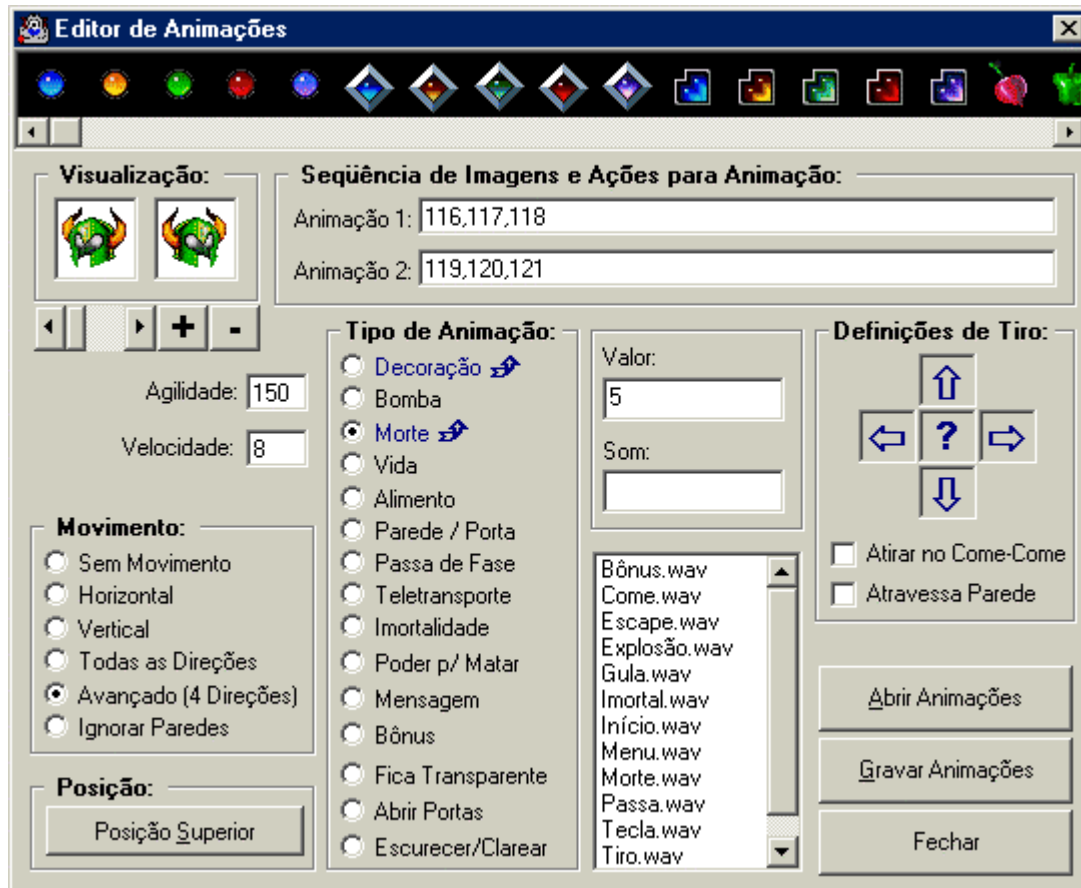 Editor de Animações
Visualização:
Seqüência de Imagens e Ações para Animação:
Animação 1: 116,117,118
Animação 2: 119,120,121
+ -
Agilidade: 150
Velocidade: 8
Movimento:
Sem Movimento
Horizontal
Vertical
Todas as Direções
Avançado (4 Direções)
Ignorar Paredes
Posição:
Posição Superior
Tipo de Animação:
Decoração
Bomba
Morte
Vida
Alimento
Parede / Porta
Passa de Fase
Teletransporte
Imortalidade
Poder p/ Matar
Mensagem
Bônus
Fica Transparente
Abrir Portas
Escurecer/Clarear
Valor:
5
Som:
Bônus.wav
Come.wav
Escape.wav
Explosão.wav
Gula.wav
Imortal.wav
Início.wav
Menu.wav
Morte.wav
Passa.wav
Tecla.wav
Tiro.wav
Definições de Tiro:
?
Atirar no Come-Come
Atravessa Parede
Abrir Animações
Gravar Animações
Fechar